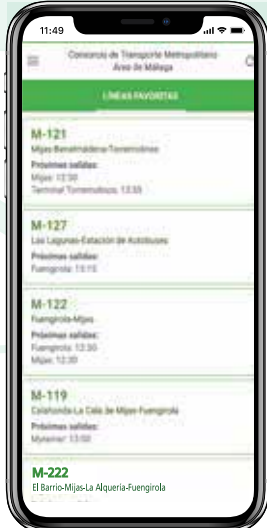 11:49
Consorcio de Transporte Metropolitano
Área de Málaga
LÍNEAS FAVORITAS
M-121
Mijas-Benalmádena-Torremolinos
Próximas salidas:
Mijas: 12:30
Terminal Torremolinos: 13:35
M-127
Las Lagunas-Estación de Autobuses
Próximas salidas:
Fuengirola: 13:15
M-122
Fuengirola-Mijas
Próximas salidas:
Fuengirola: 12:30
Mijas: 12:30
M-119
Calahonda-La Cala de Mijas-Fuengirola
Próximas salidas:
Myramar: 13:00
M-222
El Barrio-Mijas-La Alqueria-Fuengirola